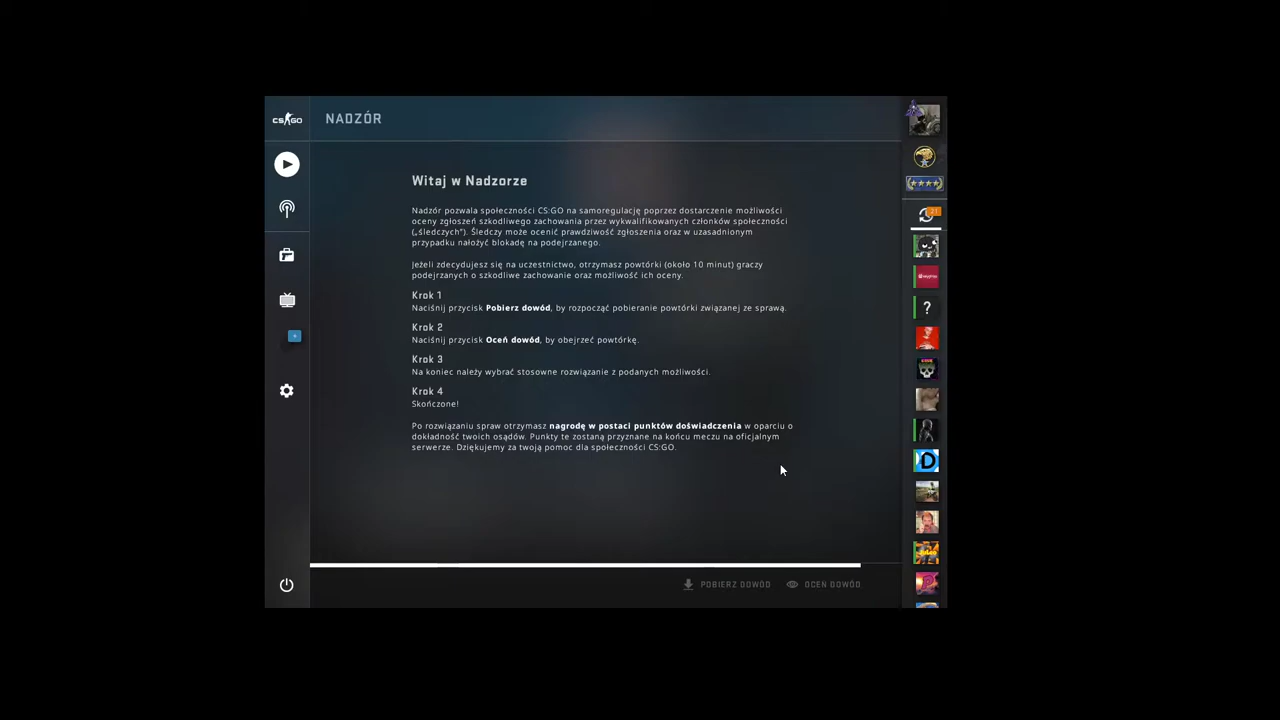 CS:GO
NADZÓR
Witaj w Nadzorze
Nadzór pozwala społeczności CS:GO na samoregulację poprzez dostarczenie możliwości
oceny zgłoszeń szkodliwego zachowania przez wykwalifikowanych członków społeczności
(„śledczych”). Śledczy może ocenić prawdziwość zgłoszenia oraz w uzasadnionym
przypadku nałożyć blokadę na podejrzanego.
Jeżeli zdecydujesz się na uczestnictwo, otrzymasz powtórki (około 10 minut) graczy
podejrzanych o szkodliwe zachowanie oraz możliwość ich oceny.
Krok 1
Naciśnij przycisk Pobierz dowód, by rozpocząć pobieranie powtórki związanej ze sprawą.
Krok 2
Naciśnij przycisk Oceń dowód, by obejrzeć powtórkę.
Krok 3
Na koniec należy wybrać stosowne rozwiązanie z podanych możliwości.
Krok 4
Skończone!
Po rozwiązaniu spraw otrzymasz nagrodę w postaci punktów doświadczenia w oparciu o
dokładność twoich osądów. Punkty te zostaną przyznane na końcu meczu na oficjalnym
serwerze. Dziękujemy za twoją pomoc dla społeczności CS:GO.
POBIERZ DOWÓD
OCEŃ DOWÓD
?
D